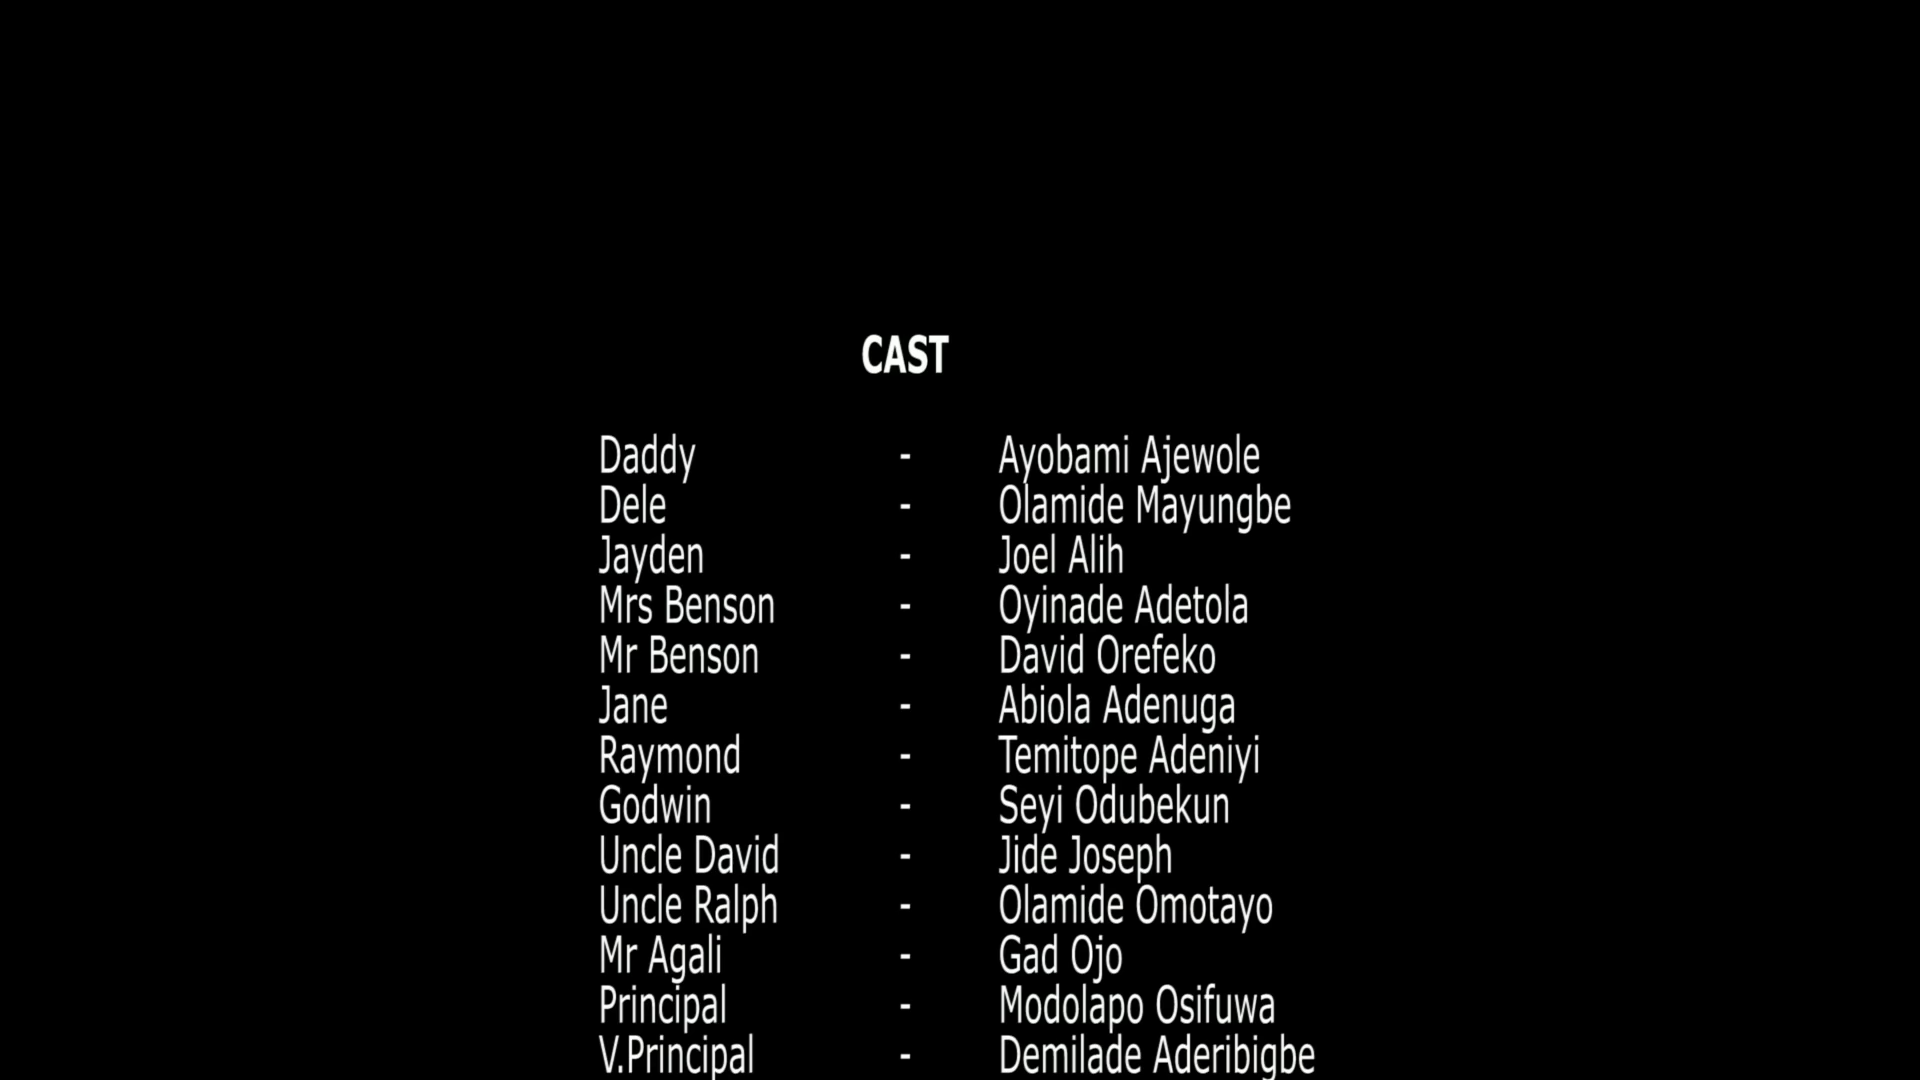 CAST
Daddy - Ayobami Ajewole
Dele - Olamide Mayungbe
Jayden - Joel Alih
Mrs Benson - Oyinade Adetola
Mr Benson - David Orefeko
Jane - Abiola Adenuga
Raymond - Temitope Adeniyi
Godwin - Seyi Odubekun
Uncle David - Jide Joseph
Uncle Ralph - Olamide Omotayo
Mr Agali - Gad Ojo
Principal - Modolapo Osifuwa
V.Principal - Demilade Aderibigbe